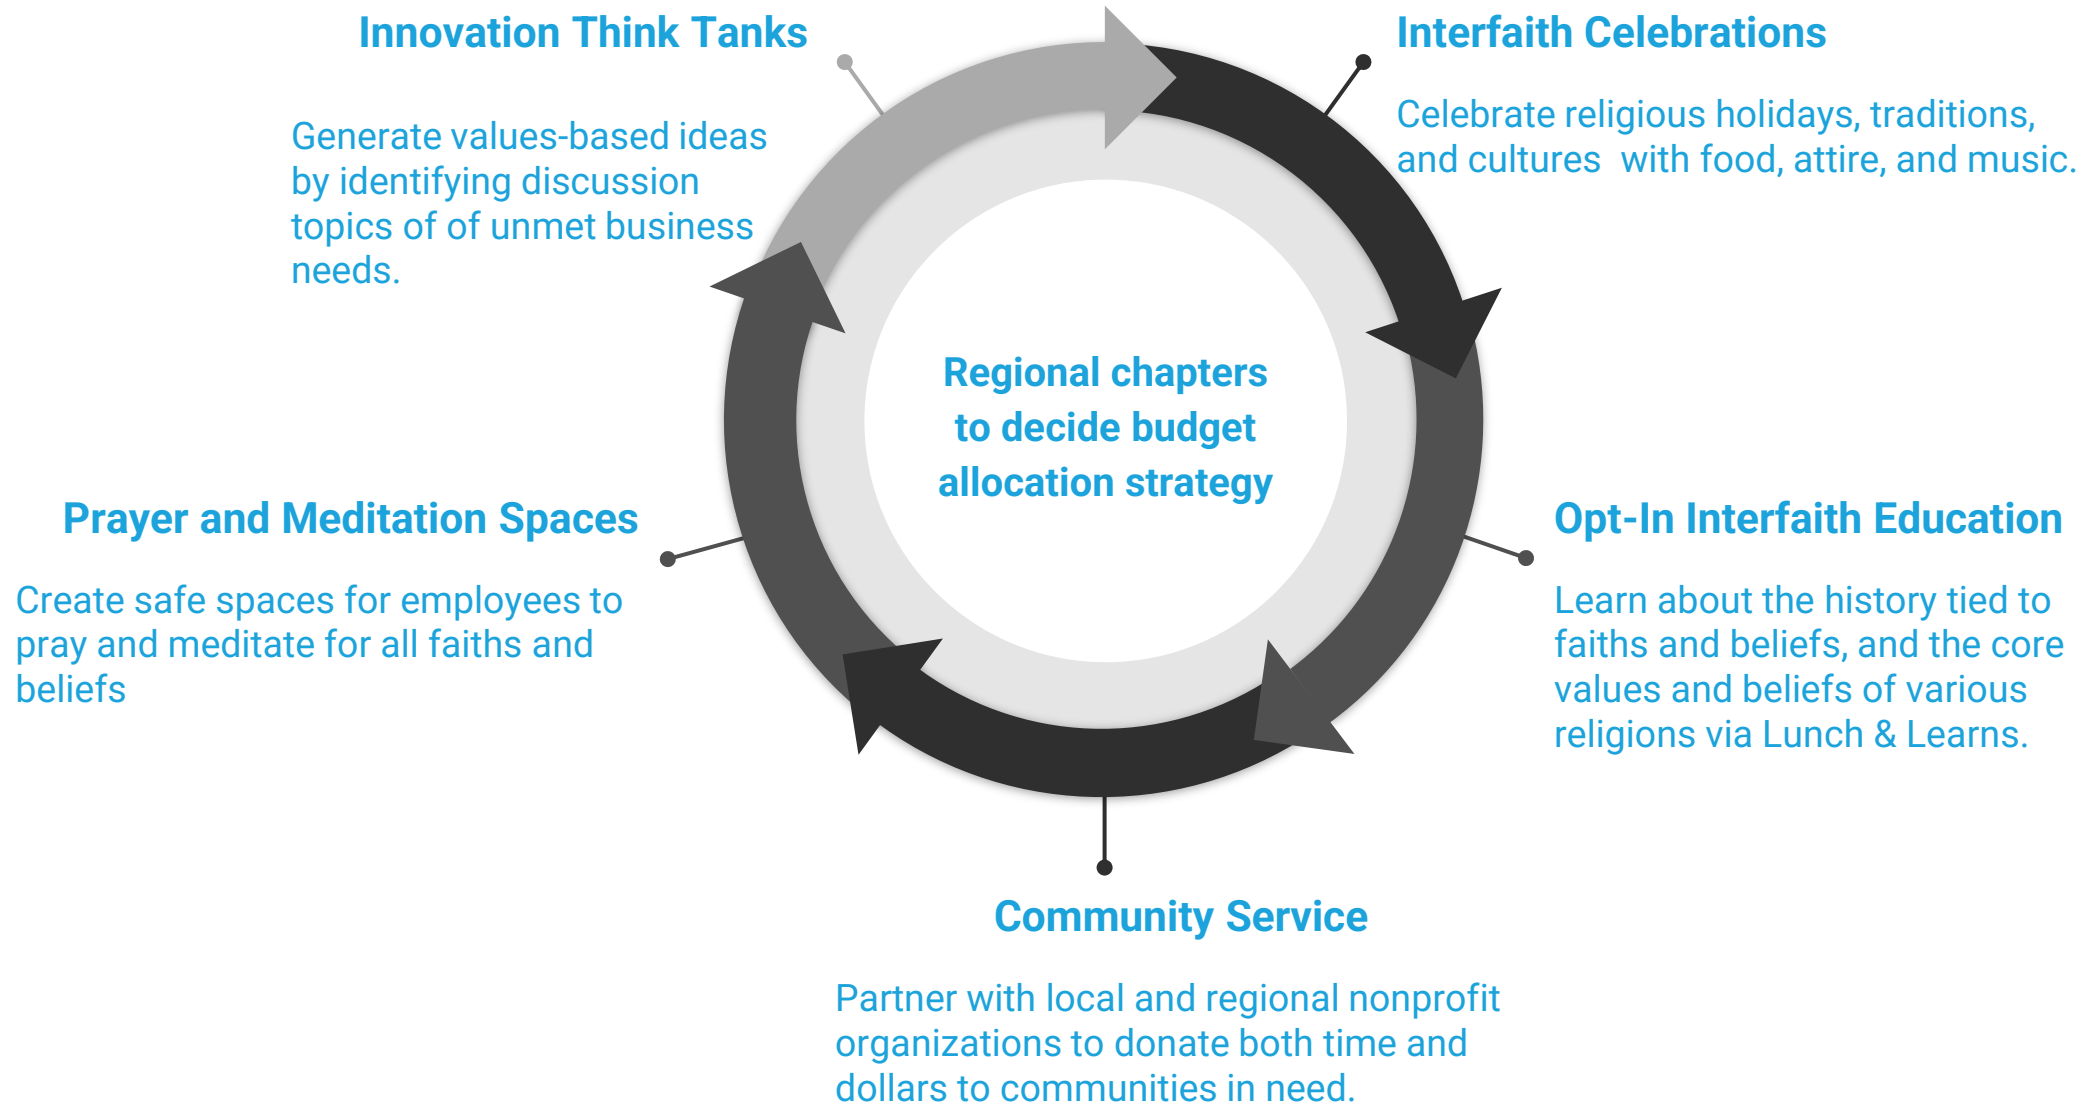 Innovation Think Tanks
Generate values-based ideas
by identifying discussion
topics of of unmet business
needs.
Interfaith Celebrations
Celebrate religious holidays, traditions,
and cultures  with food, attire, and music.
Regional chapters
to decide budget
allocation strategy
Prayer and Meditation Spaces
Create safe spaces for employees to
pray and meditate for all faiths and
beliefs
Opt-In Interfaith Education
Learn about the history tied to
faiths and beliefs, and the core
values and beliefs of various
religions via Lunch & Learns.
Community Service
Partner with local and regional nonprofit
organizations to donate both time and
dollars to communities in need.